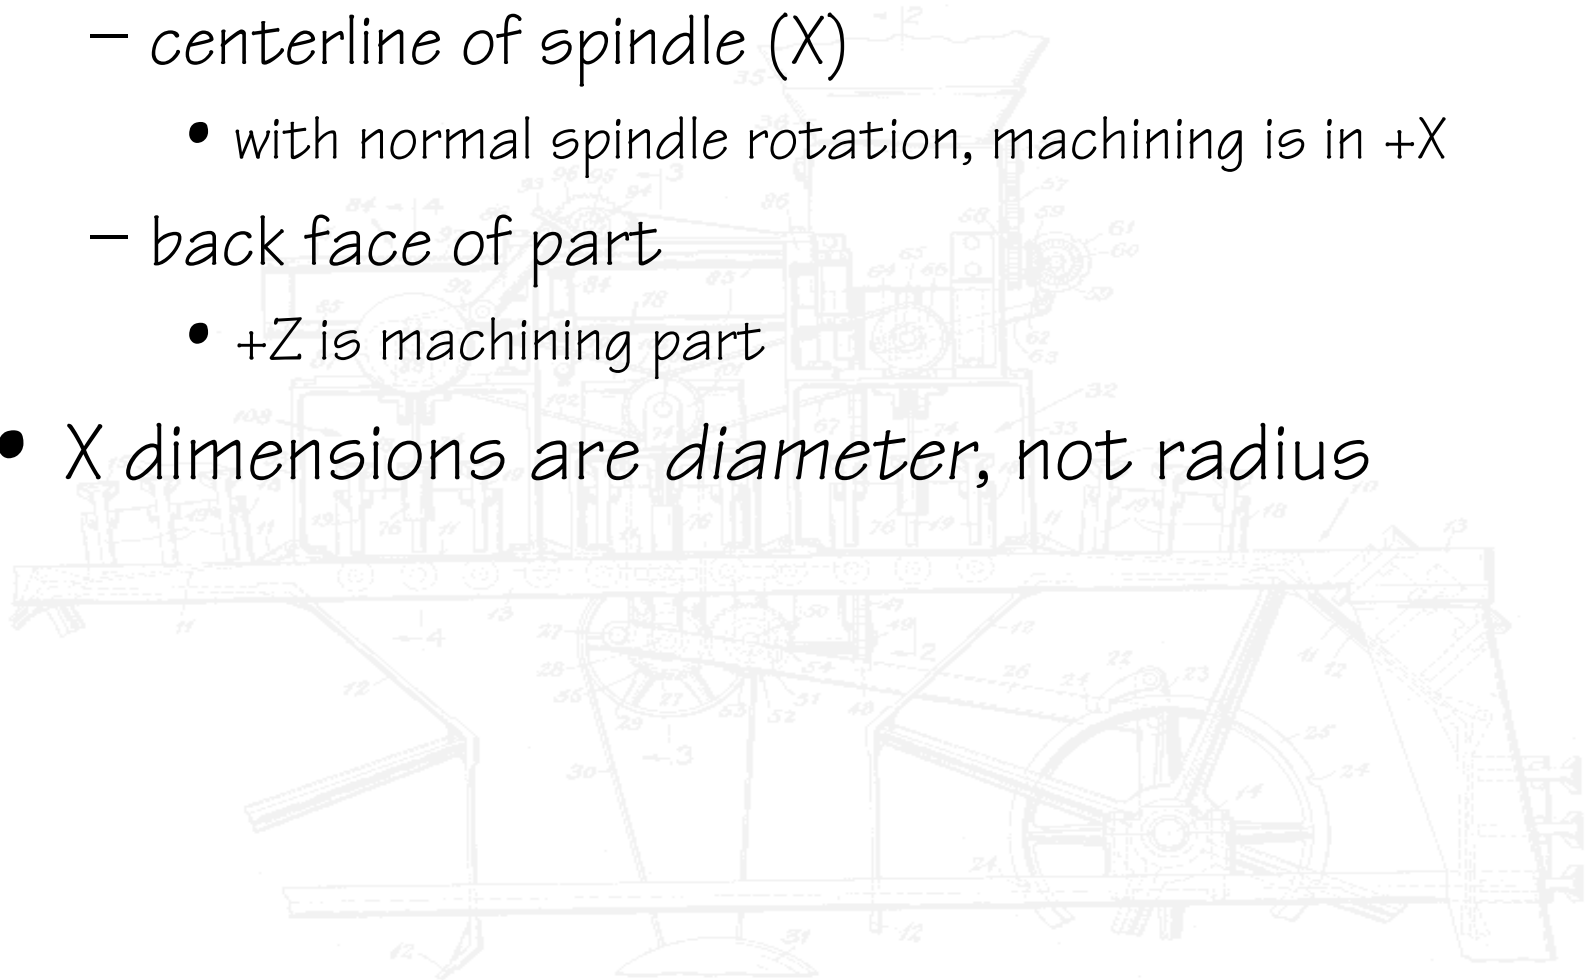 – centerline of spindle (X)
• with normal spindle rotation, machining is in +X
– back face of part
• +Z is machining part
• X dimensions are diameter, not radius